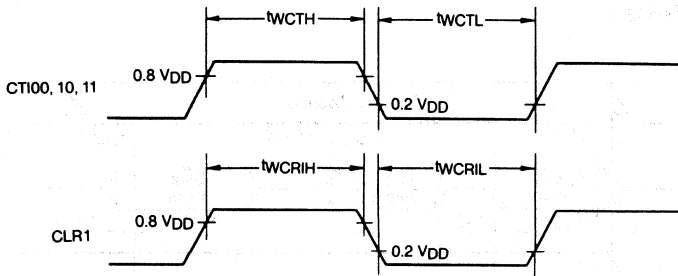 tWCTH
tWCTL
0.8 VDD
CTI00, 10, 11
0.2 VDD
tWCRIH
tWCRIL
0.8 VDD
CLR1
0.2 VDD